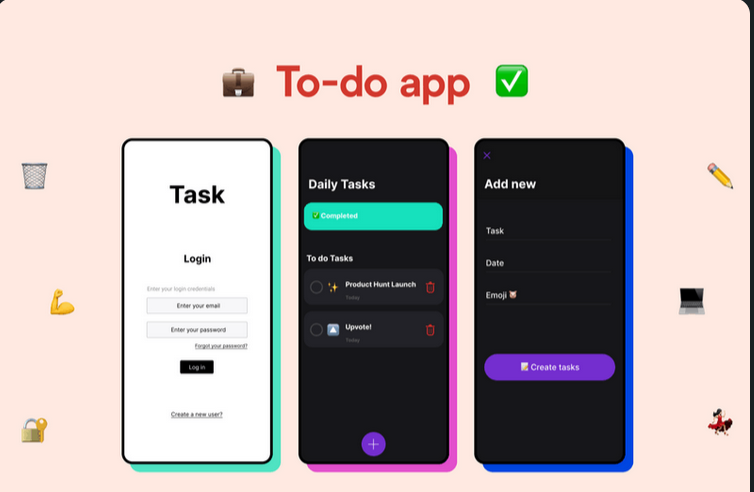 To-do app
Task
Login
Enter your login credentials
Enter your email
Enter your password
Forgot your password?
Log in
Create a new user?
Daily Tasks
Completed
To do Tasks
Product Hunt Launch
Today
Upvote!
Today
Add new
Task
Date
Emoji
Create tasks